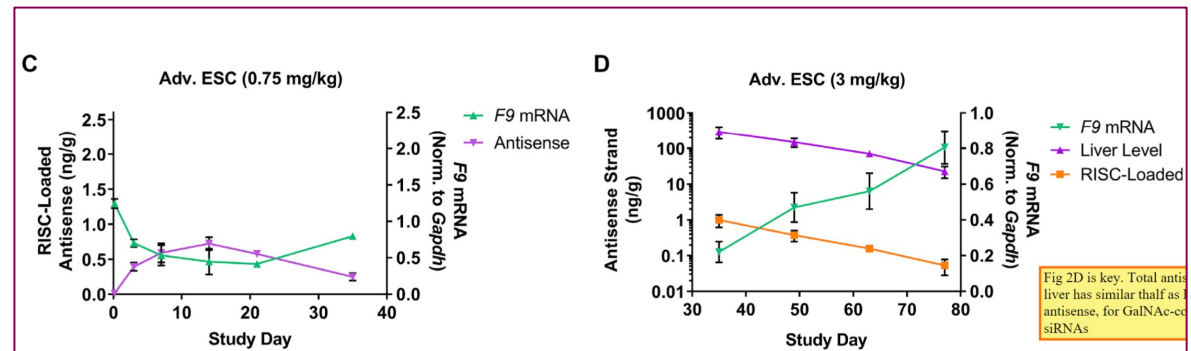 C
Adv. ESC (0.75 mg/kg)
RISC-Loaded
Antisense (ng/g)
2.5
2.0
1.5
1.0
0.5
0.0
0
10
20
30
40
Study Day
2.5
2.0
1.5
1.0
0.5
0.0
F9 mRNA
(Norm. to Gapdh)
F9 mRNA
Antisense
D
Adv. ESC (3 mg/kg)
Antisense Strand
(ng/g)
1000
100
10
1
0.1
0.01
30
40
50
60
70
80
Study Day
1.0
0.8
0.6
0.4
0.2
0.0
F9 mRNA
(Norm. to Gapdh)
F9 mRNA
Liver Level
RISC-Loaded
Fig 2D is key. Total
liver has similar thalf as
antisense, for
siRNAs